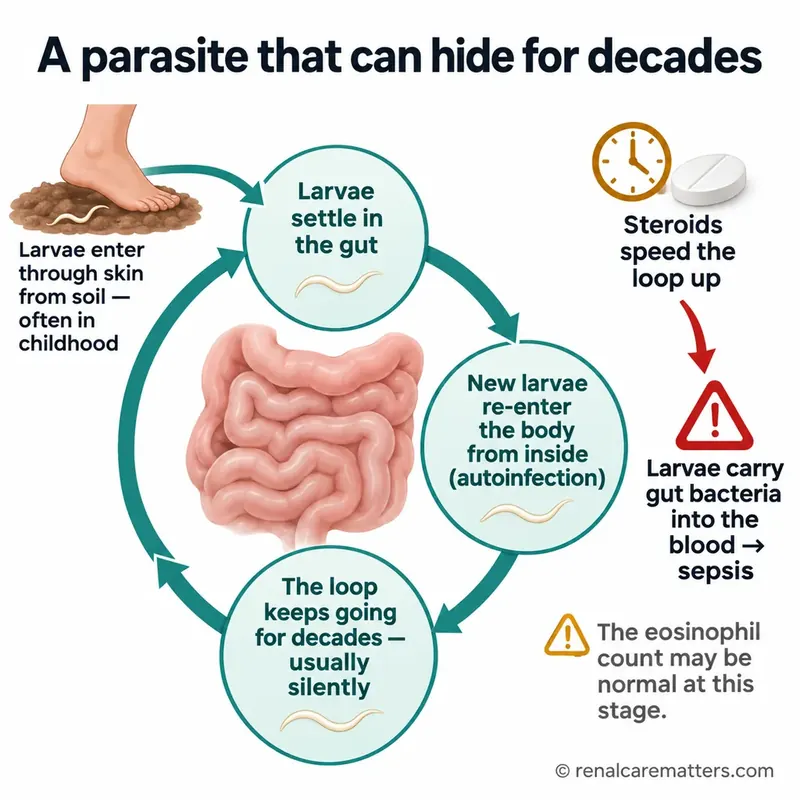 A parasite that can hide for decades
Larvae enter
through skin
from soil —
often in
childhood
Larvae
settle in
the gut
New larvae
re-enter
the body
from inside
(autoinfection)
The loop
keeps going
for decades —
usually
silently
Steroids
speed the
loop up
Larvae carry
gut bacteria
into the
blood →
sepsis
The eosinophil
count may be
normal at this
stage.
© renalcarematters.com